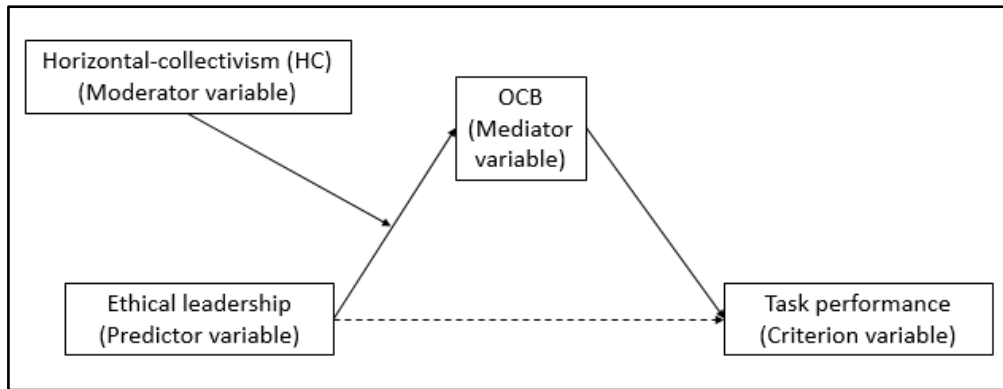 Horizontal-collectivism (HC)
(Moderator variable)
OCB
(Mediator
variable)
Ethical leadership
(Predictor variable)
Task performance
(Criterion variable)